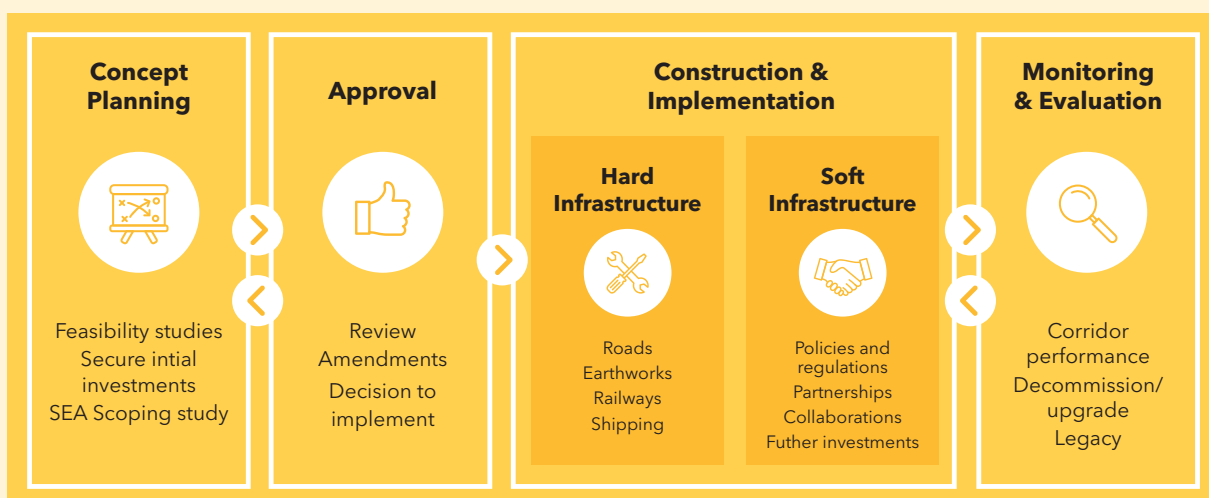 Concept
Planning
Feasibility studies
Secure intial
investments
SEA Scoping study
Approval
Review
Amendments
Decision to
implement
Construction &
Implementation
Hard
Infrastructure
Roads
Earthworks
Railways
Shipping
Soft
Infrastructure
Policies and
regulations
Partnerships
Collaborations
Futher investments
Monitoring
& Evaluation
Corridor
performance
Decommission/
upgrade
Legacy